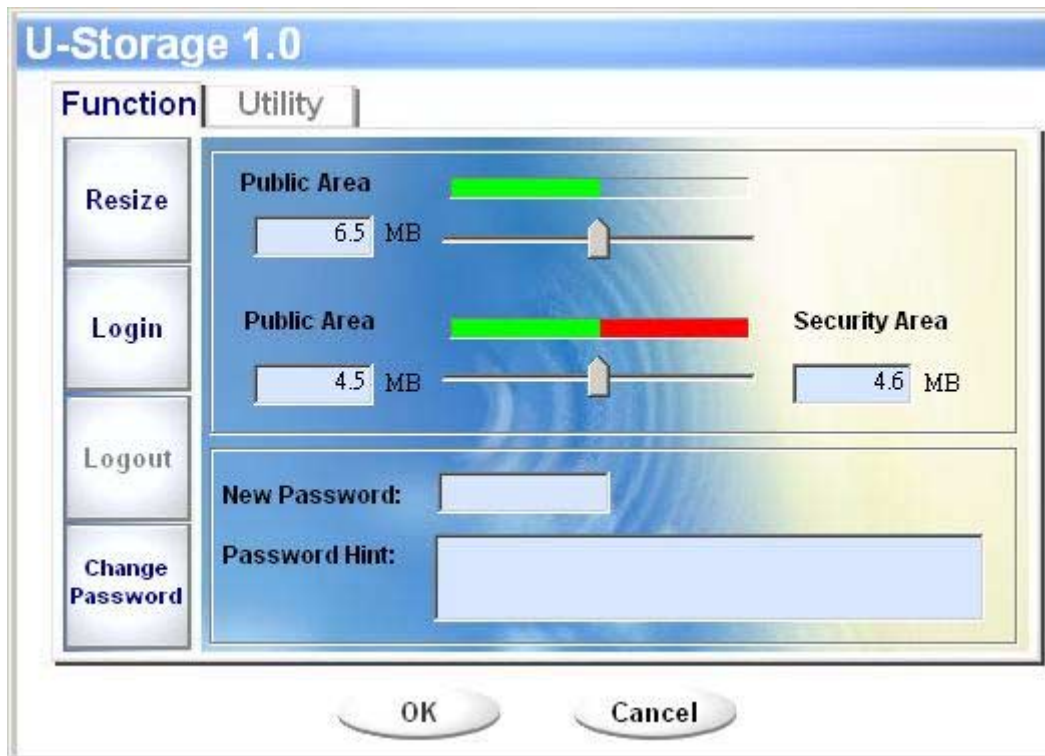 U-Storage 1.0
Function Utility
Resize
Login
Logout
Change
Password
Public Area
6.5 MB
Public Area Security Area
4.5 MB 4.6 MB
New Password:
Password Hint:
OK Cancel